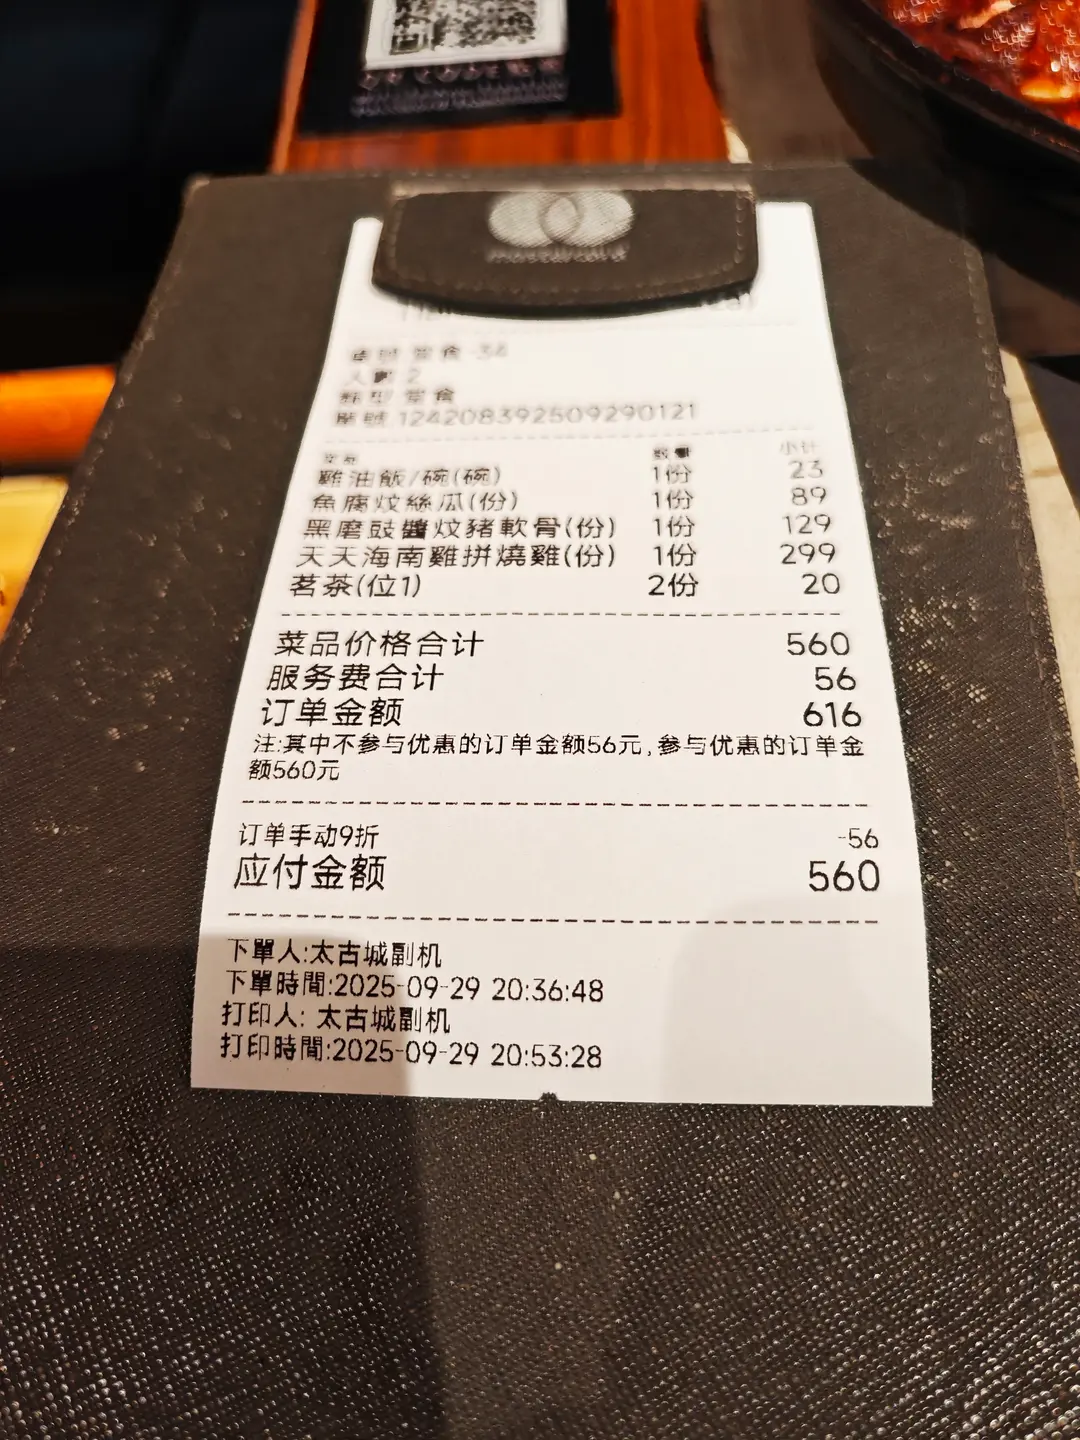 mastercard
堂食-34
人數 2
類型 堂食
單號 1242083925092​90121
數量 小计
雞油飯/碗(碗) 1份 23
魚腐炆絲瓜(份) 1份 89
黑磨豉醬炆豬軟骨(份) 1份 129
天天海南雞拼燒雞(份) 1份 299
茗茶(位1) 2份 20
菜品价格合计 560
服务费合计 56
订单金额 616
注:其中不参与优惠的订单金额56元,参与优惠的订单金
额560元
订单手动9折 -56
应付金额 560
下單人:太古城副机
下單時間:2025-09-29 20:36:48
打印人: 太古城副机
打印時間:2025-09-29 20:53:28